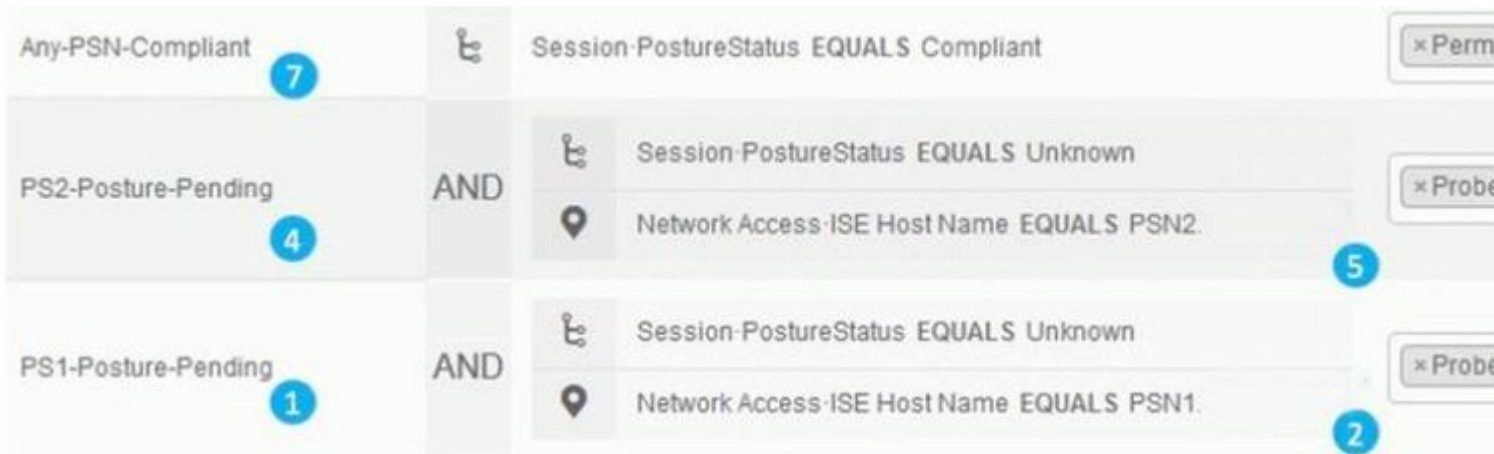 Any-PSN-Compliant
7
Session·PostureStatus EQUALS Compliant
× Perm
PS2-Posture-Pending
4
AND
Session·PostureStatus EQUALS Unknown
Network Access·ISE Host Name EQUALS PSN2.
5
× Probe
PS1-Posture-Pending
1
AND
Session·PostureStatus EQUALS Unknown
Network Access·ISE Host Name EQUALS PSN1.
2
× Probe